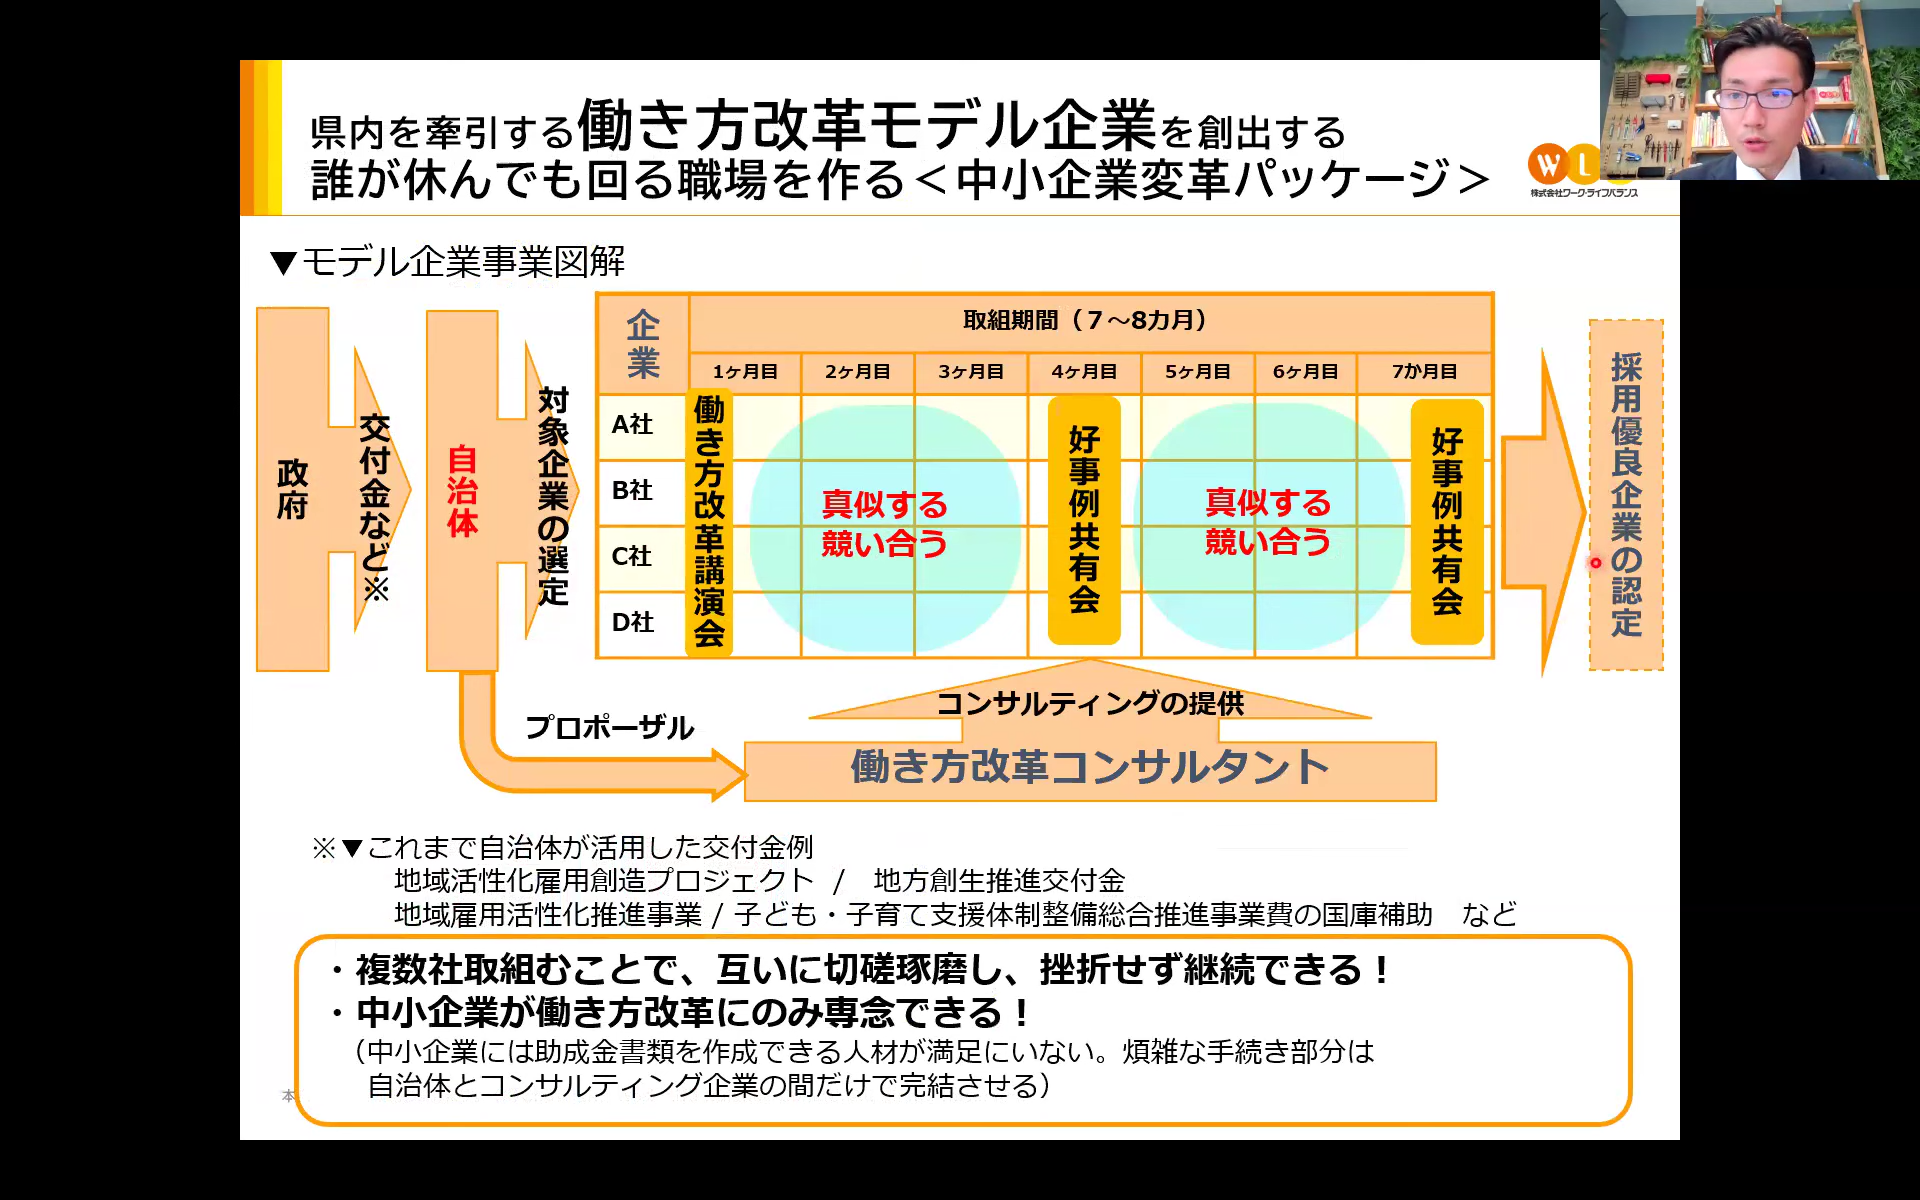 県内を牽引する働き方改革モデル企業を創出する
誰が休んでも回る職場を作る＜中小企業変革パッケージ＞
W L
株式会社ワーク・ライフバランス
▼モデル企業事業図解
政府
交付金など※
自治体
対象企業の選定
企業
取組期間（７～8カ月）
1ヶ月目
2ヶ月目
3ヶ月目
4ヶ月目
5ヶ月目
6ヶ月目
7か月目
A社
B社
C社
D社
働き方改革講演会
真似する
競い合う
好事例共有会
真似する
競い合う
好事例共有会
採用優良企業の認定
プロポーザル
コンサルティングの提供
働き方改革コンサルタント
※▼これまで自治体が活用した交付金例
地域活性化雇用創造プロジェクト / 地方創生推進交付金
地域雇用活性化推進事業 / 子ども・子育て支援体制整備総合推進事業費の国庫補助　など
・複数社取組むことで、互いに切磋琢磨し、挫折せず継続できる！
・中小企業が働き方改革にのみ専念できる！
（中小企業には助成金書類を作成できる人材が満足にいない。煩雑な手続き部分は
自治体とコンサルティング企業の間だけで完結させる）
本